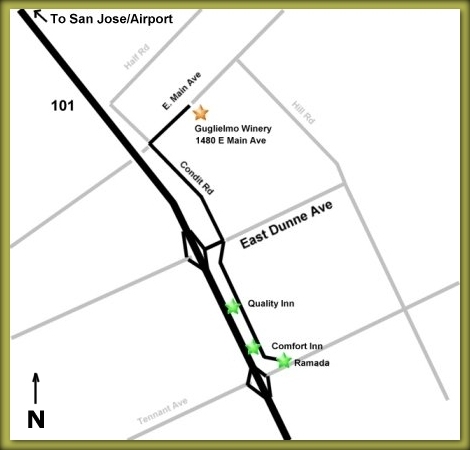 To San Jose/Airport
Half Rd
101
E. Main Ave
Guglielmo Winery
1480 E Main Ave
Hill Rd
Condit Rd
East Dunne Ave
Quality Inn
Comfort Inn
Ramada
Tennant Ave
N